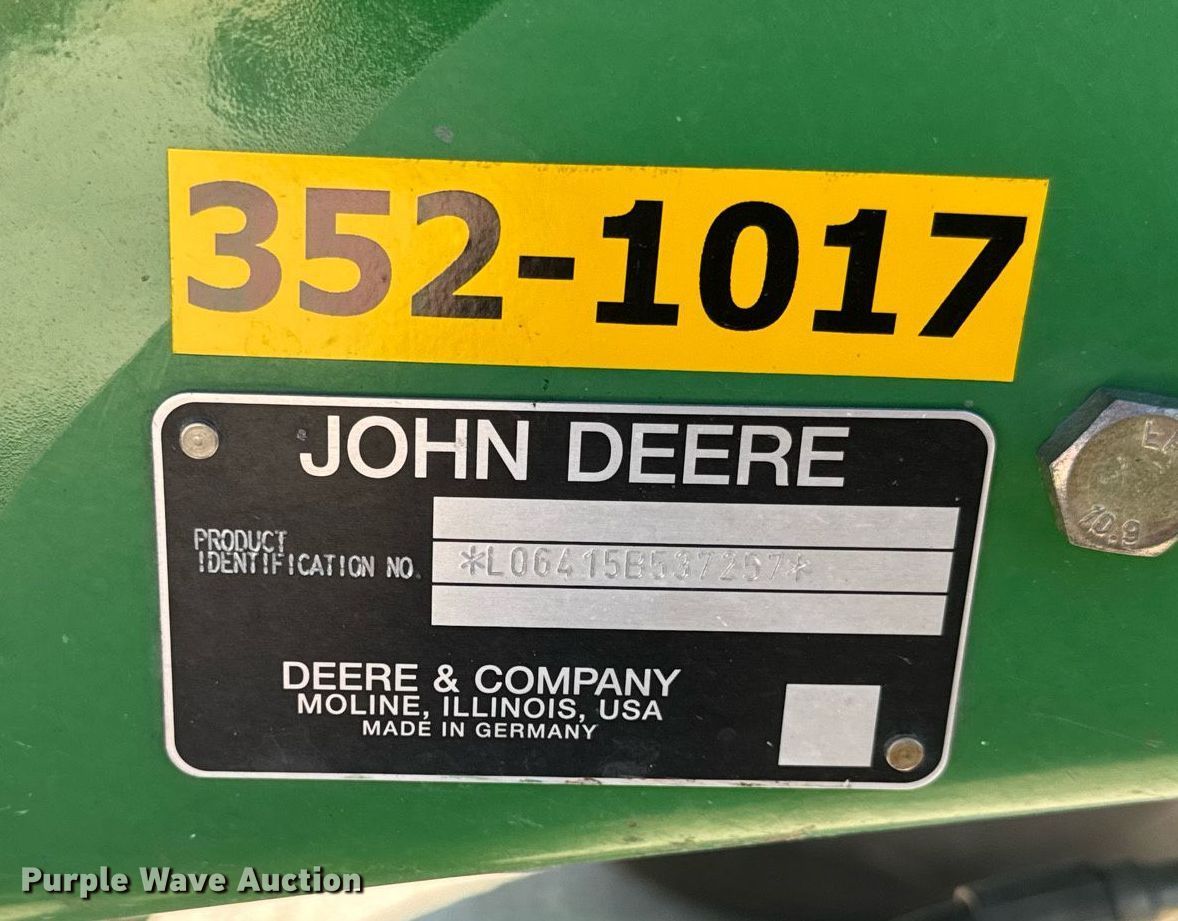 352-1017
JOHN DEERE
PRODUCT
IDENTIFICATION NO.
*L06415B537257*
DEERE & COMPANY
MOLINE, ILLINOIS, USA
MADE IN GERMANY
10.9
Purple Wave Auction